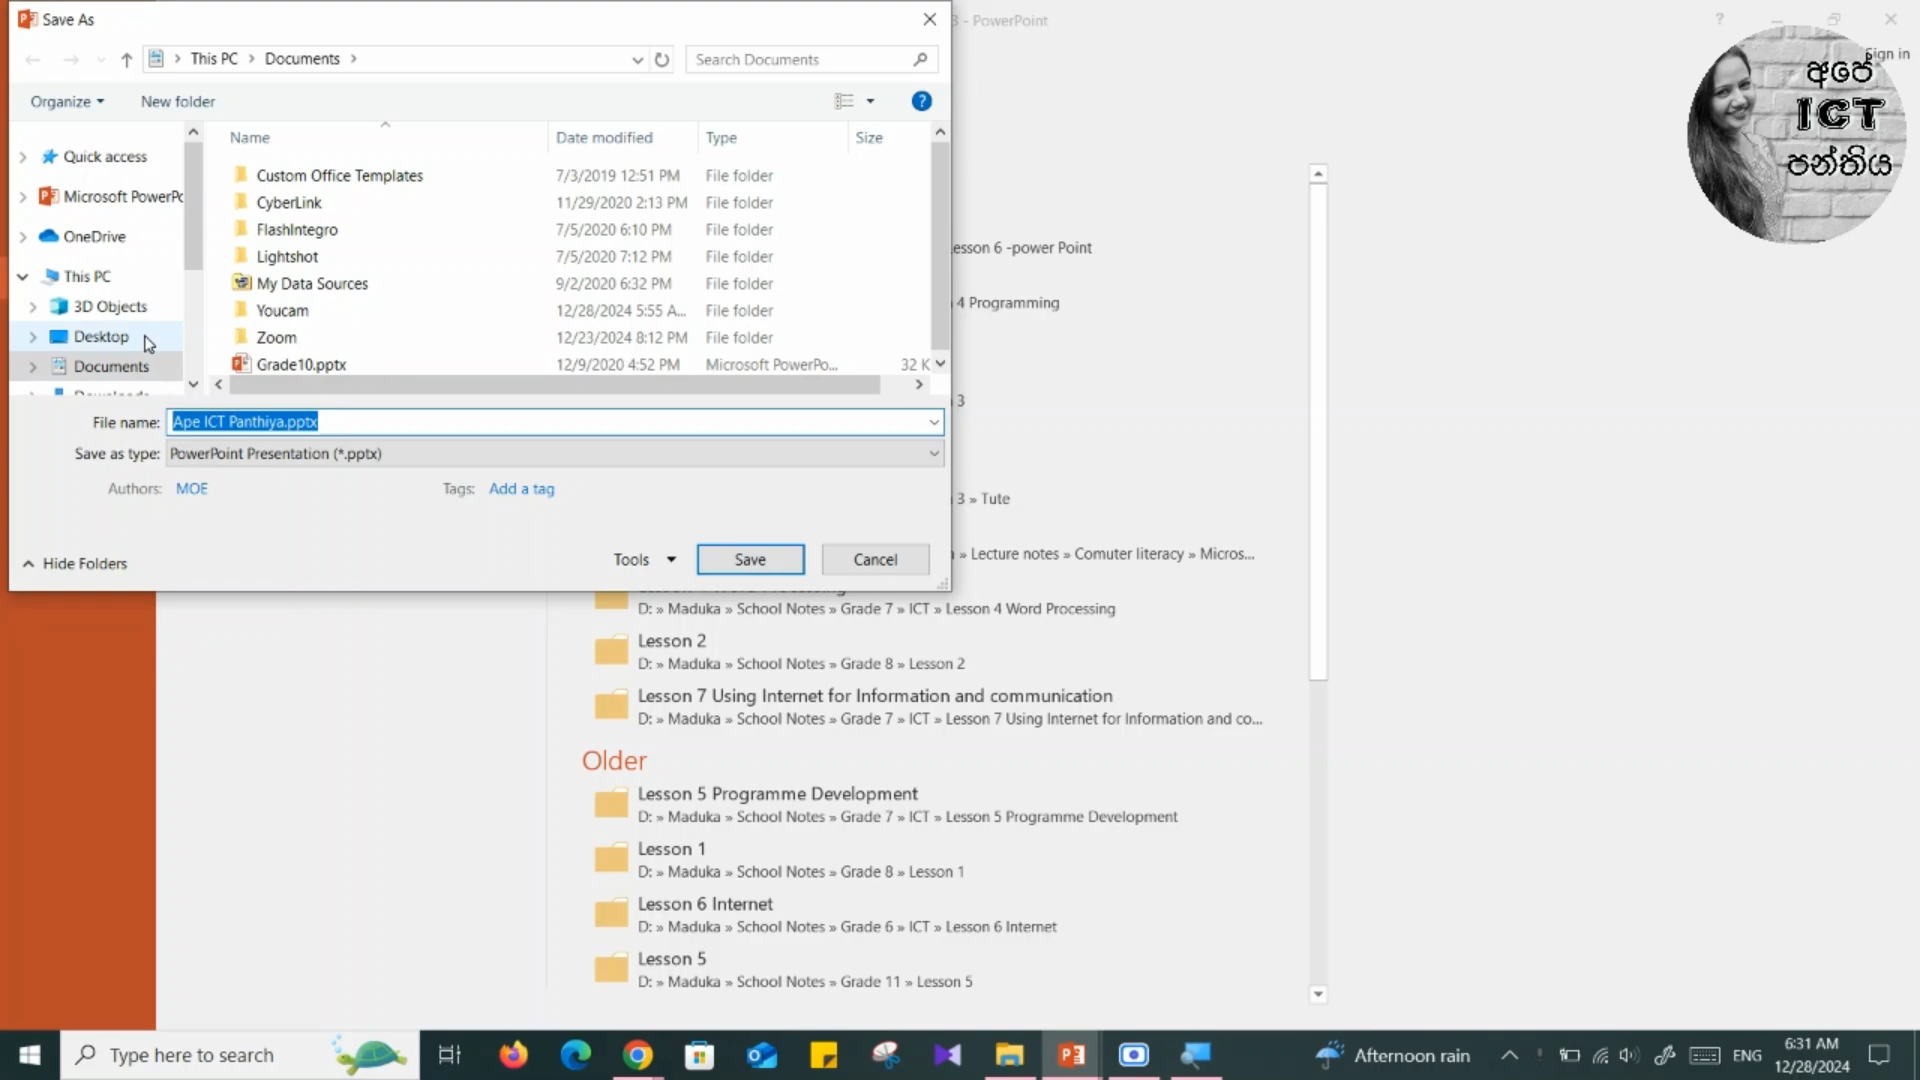 Save As
3 - PowerPoint
Sign in
This PC
Documents
Search Documents
Organize
New folder
Name
Date modified
Type
Size
Quick access
Microsoft PowerPo
OneDrive
This PC
3D Objects
Desktop
Documents
Custom Office Templates 7/3/2019 12:51 PM File folder
CyberLink 11/29/2020 2:13 PM File folder
FlashIntegro 7/5/2020 6:10 PM File folder
Lightshot 7/5/2020 7:12 PM File folder
My Data Sources 9/2/2020 6:32 PM File folder
Youcam 12/28/2024 5:55 A... File folder
Zoom 12/23/2024 8:12 PM File folder
Grade10.pptx 12/9/2020 4:52 PM Microsoft PowerPo... 32 K
File name: Ape ICT Panthiya.pptx
Save as type: PowerPoint Presentation (*.pptx)
Authors: MOE Tags: Add a tag
Hide Folders
Tools Save Cancel
අපේ
ICT
පන්තිය
esson 6 -power Point
4 Programming
3
3 » Tute
» Lecture notes » Comuter literacy » Micros...
D: » Maduka » School Notes » Grade 7 » ICT » Lesson 4 Word Processing
Lesson 2
D: » Maduka » School Notes » Grade 8 » Lesson 2
Lesson 7 Using Internet for Information and communication
D: » Maduka » School Notes » Grade 7 » ICT » Lesson 7 Using Internet for Information and co...
Older
Lesson 5 Programme Development
D: » Maduka » School Notes » Grade 7 » ICT » Lesson 5 Programme Development
Lesson 1
D: » Maduka » School Notes » Grade 8 » Lesson 1
Lesson 6 Internet
D: » Maduka » School Notes » Grade 6 » ICT » Lesson 6 Internet
Lesson 5
D: » Maduka » School Notes » Grade 11 » Lesson 5
Type here to search
Afternoon rain
ENG
6:31 AM
12/28/2024